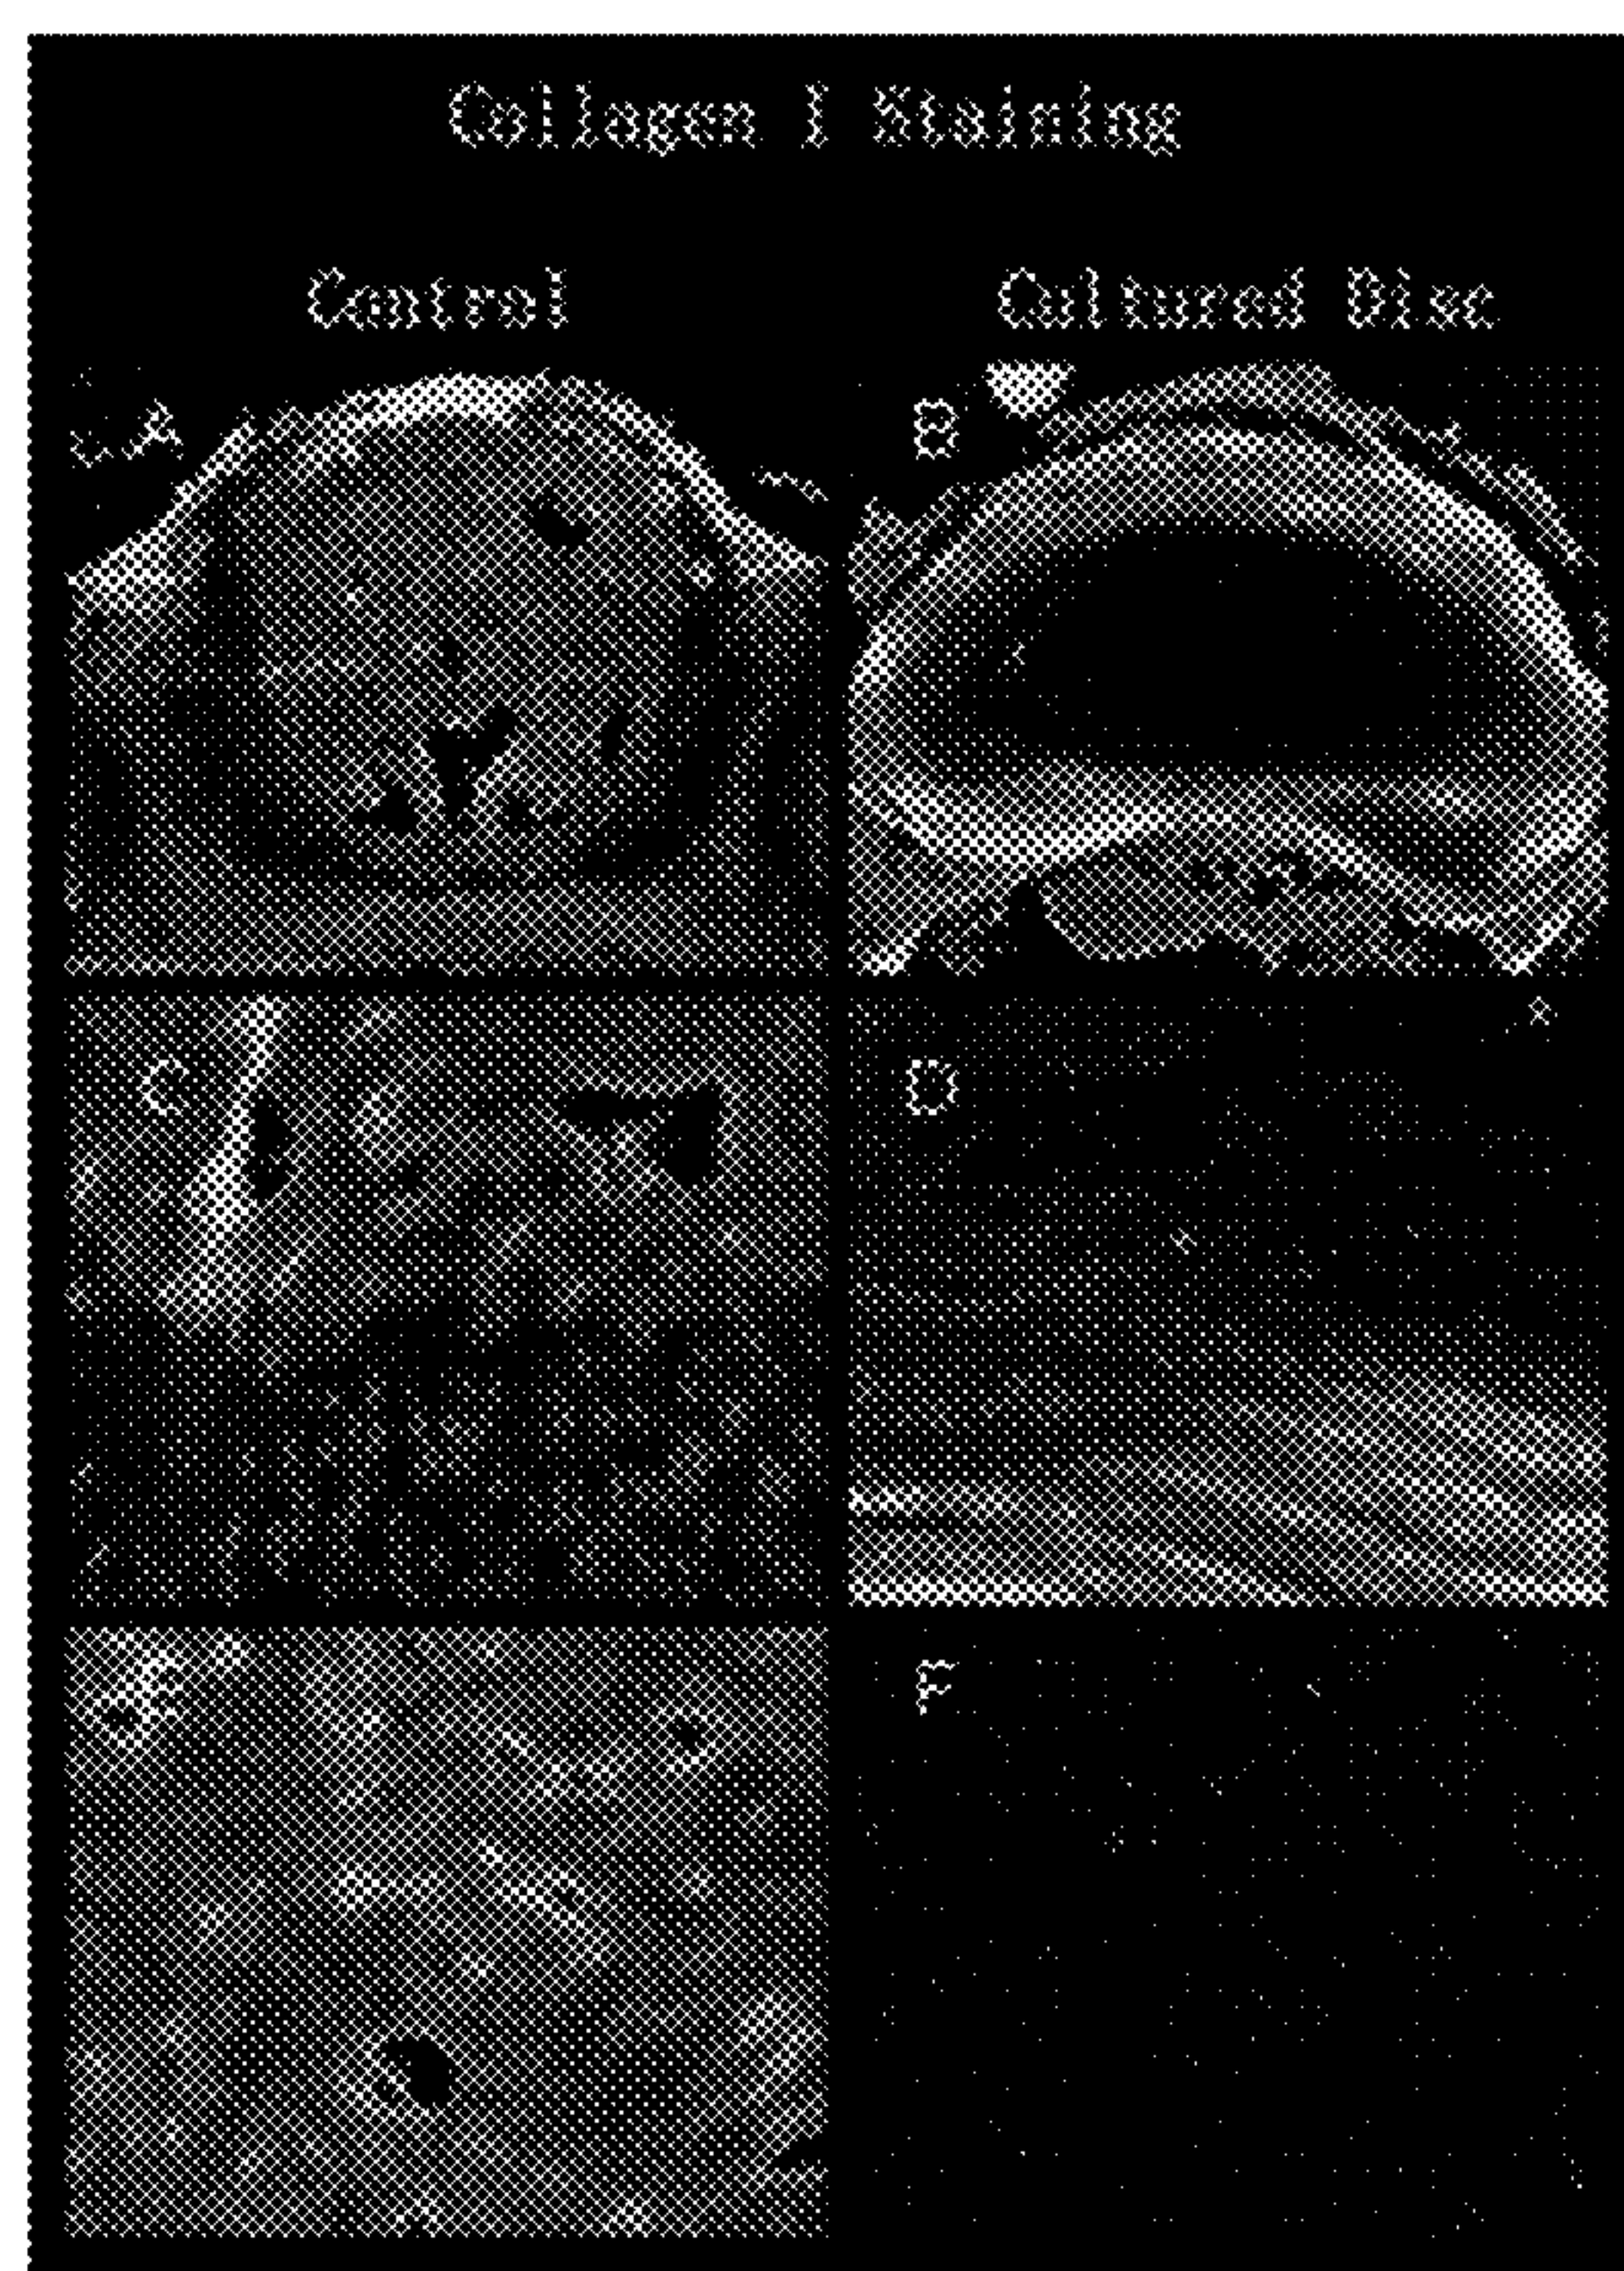 Collagen I Staining
Control Cultured Disc
A B
C D
F